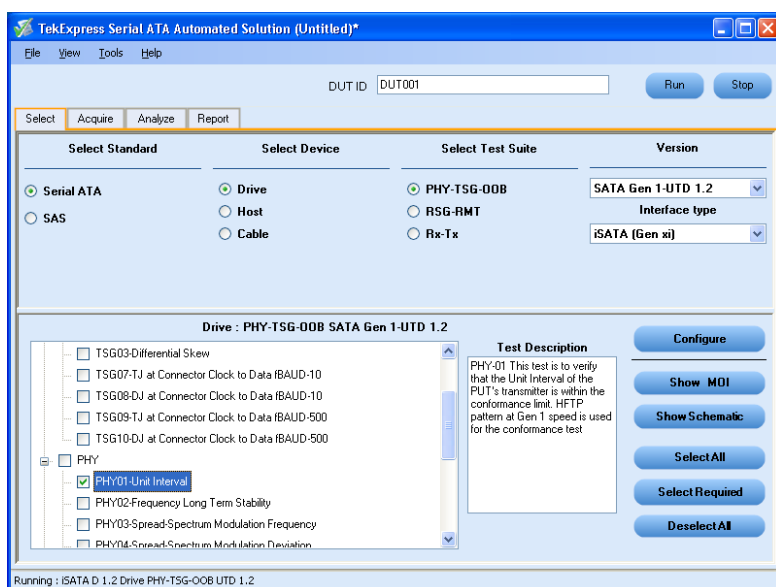 TekExpress Serial ATA Automated Solution (Untitled)*
File View Tools Help
DUT ID DUT001 Run Stop
Select Acquire Analyze Report
Select Standard Select Device Select Test Suite Version
Serial ATA Drive PHY-TSG-OOB SATA Gen 1-UTD 1.2
SAS Host RSG-RMT Interface type
Cable Rx-Tx iSATA (Gen xi)
Drive : PHY-TSG-OOB SATA Gen 1-UTD 1.2
TSG03-Differential Skew
TSG07-TJ at Connector Clock to Data fBAUD-10
TSG08-DJ at Connector Clock to Data fBAUD-10
TSG09-TJ at Connector Clock to Data fBAUD-500
TSG10-DJ at Connector Clock to Data fBAUD-500
PHY
PHY01-Unit Interval
PHY02-Frequency Long Term Stability
PHY03-Spread-Spectrum Modulation Frequency
PHY04-Spread-Spectrum Modulation Deviation
Test Description
PHY-01 This test is to verify
that the Unit Interval of the
PUT's transmitter is within the
conformance limit. HFTP
pattern at Gen 1 speed is used
for the conformance test
Configure
Show MOI
Show Schematic
Select All
Select Required
Deselect All
Running : iSATA D 1.2 Drive PHY-TSG-OOB UTD 1.2